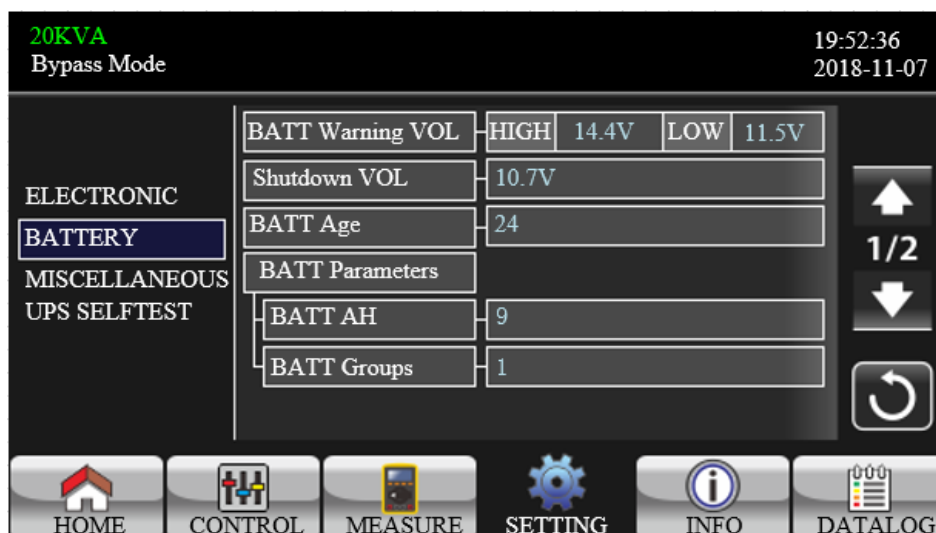 20KVA
Bypass Mode
19:52:36
2018-11-07
ELECTRONIC
BATTERY
MISCELLANEOUS
UPS SELFTEST
BATT Warning VOL HIGH 14.4V LOW 11.5V
Shutdown VOL 10.7V
BATT Age 24
BATT Parameters
BATT AH 9
BATT Groups 1
1/2
HOME CONTROL MEASURE SETTING INFO DATALOG